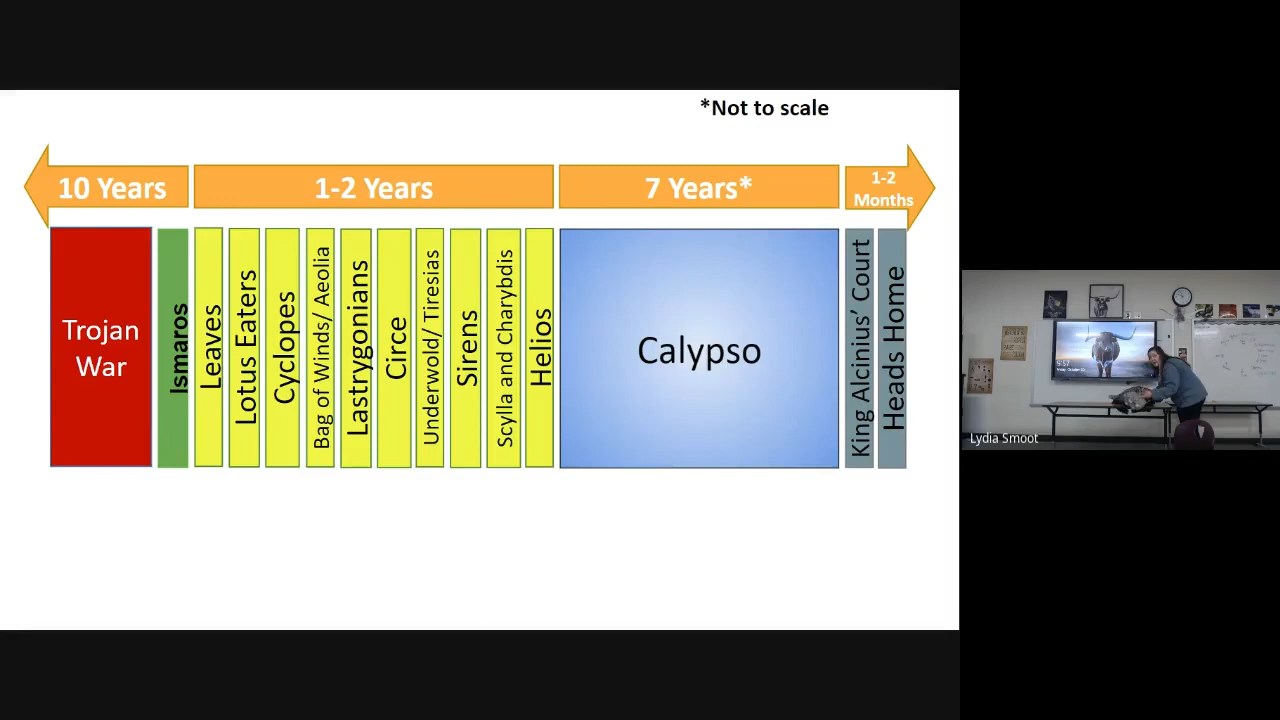 *Not to scale
10 Years
1-2 Years
7 Years*
1-2
Months
Trojan
War
Ismaros
Leaves
Lotus Eaters
Cyclopes
Bag of Winds/ Aeolia
Lastrygonians
Circe
Underwold/ Tiresias
Sirens
Scylla and Charybdis
Helios
Calypso
King Alcinius’ Court
Heads Home
9:57
Lydia Smoot